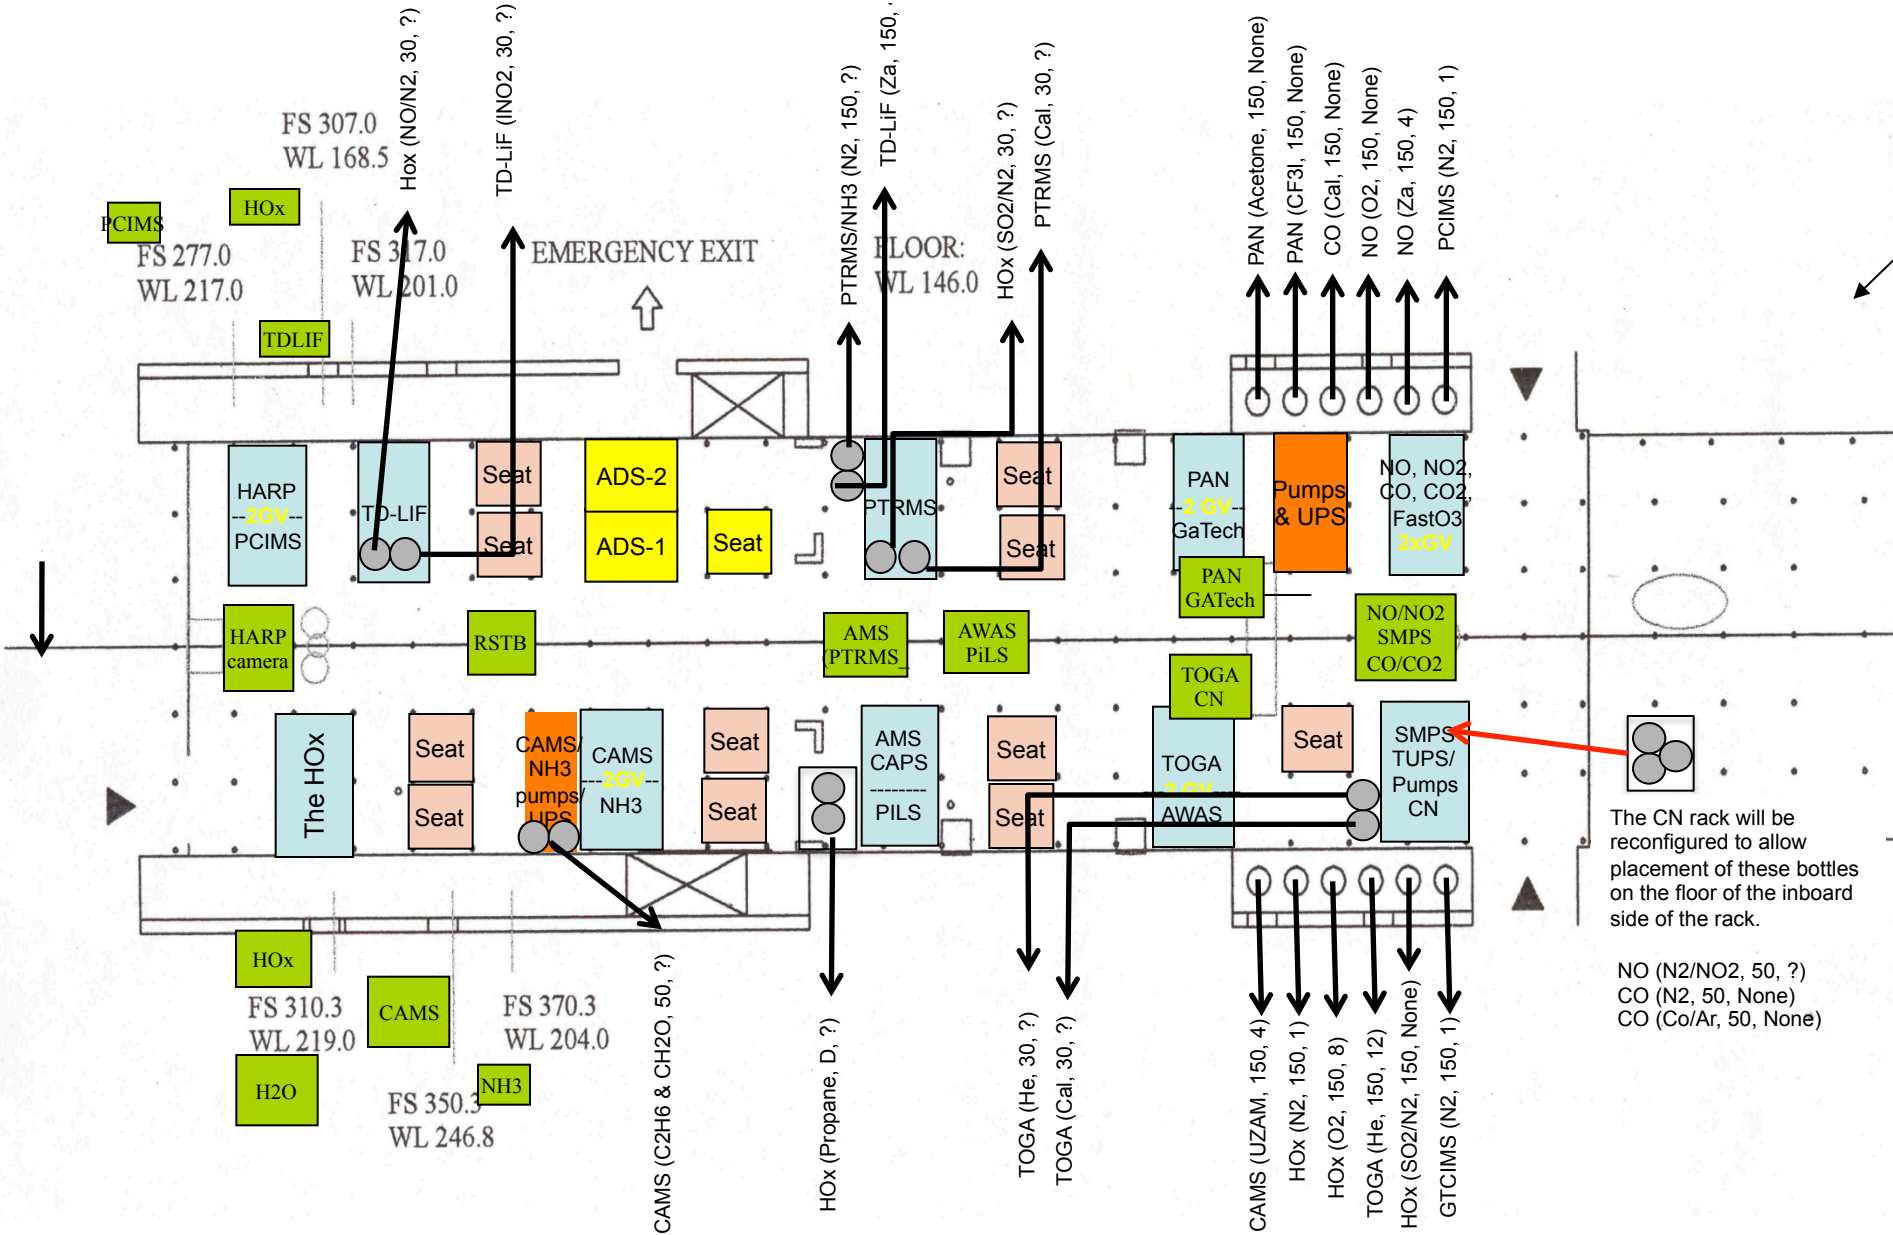 Hox (NO/N2, 30, ?)
TD-LiF (INO2, 30, ?)
PTRMS/NH3 (N2, 150, ?)
TD-LiF (Za, 150,
HOx (SO2/N2, 30, ?)
PTRMS (Cal, 30, ?)
PAN (Acetone, 150, None)
PAN (CF3I, 150, None)
CO (Cal, 150, None)
NO (O2, 150, None)
NO (Za, 150, 4)
PCIMS (N2, 150, 1)
FS 307.0
WL 168.5
PCIMS
HOx
FS 277.0
WL 217.0
FS 317.0
WL 201.0
EMERGENCY EXIT
FLOOR:
WL 146.0
TDLIF
HARP
--2GV--
PCIMS
TD-LIF
Seat
Seat
ADS-2
ADS-1
Seat
PTRMS
Seat
Seat
PAN
--2 GV--
GaTech
Pumps
& UPS
NO, NO2,
CO, CO2,
FastO3
2xGV
PAN
GATech
HARP
camera
RSTB
AMS
(PTRMS_
AWAS
PiLS
NO/NO2
SMPS
CO/CO2
TOGA
CN
The HOx
Seat
Seat
CAMS/
NH3
pumps/
UPS
CAMS
---2GV--
NH3
Seat
Seat
AMS
CAPS
--------
PILS
Seat
Seat
TOGA
---2 GV----
AWAS
Seat
SMPS
TUPS/
Pumps
CN
The CN rack will be
reconfigured to allow
placement of these bottles
on the floor of the inboard
side of the rack.
NO (N2/NO2, 50, ?)
CO (N2, 50, None)
CO (Co/Ar, 50, None)
HOx
FS 310.3
WL 219.0
CAMS
FS 370.3
WL 204.0
H2O
NH3
FS 350.3
WL 246.8
CAMS (C2H6 & CH2O, 50, ?)
HOx (Propane, D, ?)
TOGA (He, 30, ?)
TOGA (Cal, 30, ?)
CAMS (UZAM, 150, 4)
HOx (N2, 150, 1)
HOx (O2, 150, 8)
TOGA (He, 150, 12)
HOx (SO2/N2, 150, None)
GTCIMS (N2, 150, 1)